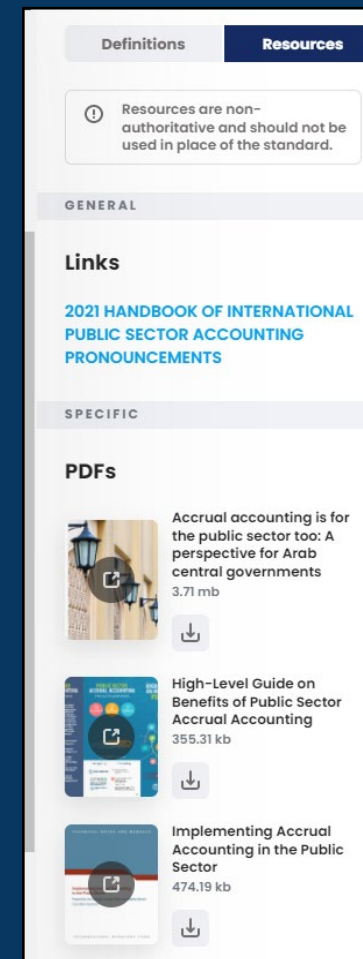 Definitions
Resources
Resources are non-
authoritative and should not be
used in place of the standard.
GENERAL
Links
2021 HANDBOOK OF INTERNATIONAL
PUBLIC SECTOR ACCOUNTING
PRONOUNCEMENTS
SPECIFIC
PDFs
Accrual accounting is for
the public sector too: A
perspective for Arab
central governments
3.71 mb
High-Level Guide on
Benefits of Public Sector
Accrual Accounting
355.31 kb
Implementing Accrual
Accounting in the Public
Sector
474.19 kb